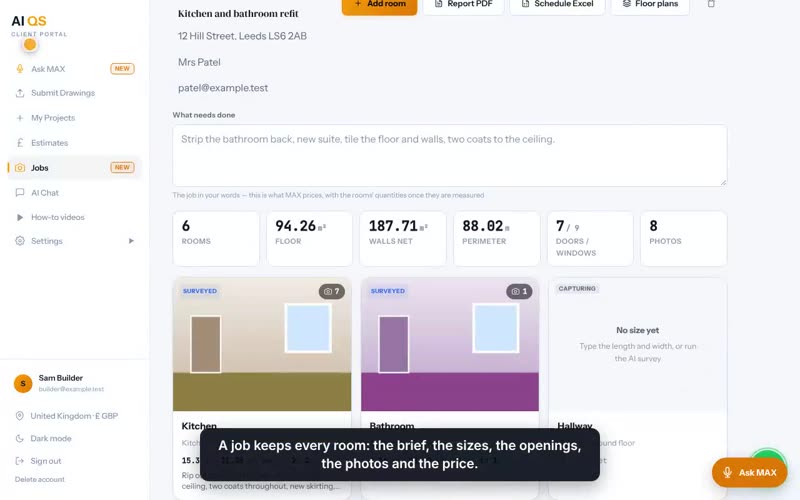 AI QS
CLIENT PORTAL
Ask MAX NEW
Submit Drawings
My Projects
Estimates
Jobs NEW
AI Chat
How-to videos
Settings
S Sam Builder
builder@example.test
United Kingdom · £ GBP
Dark mode
Sign out
Delete account
Kitchen and bathroom refit
Add room
Report PDF
Schedule Excel
Floor plans
12 Hill Street, Leeds LS6 2AB
Mrs Patel
patel@example.test
What needs done
Strip the bathroom back, new suite, tile the floor and walls, two coats to the ceiling.
The job in your words — this is what MAX prices, with the rooms' quantities once they are measured
6
ROOMS
94.26 m²
FLOOR
187.71 m²
WALLS NET
88.02 m
PERIMETER
7 / 9
DOORS / WINDOWS
8
PHOTOS
SURVEYED 7
Kitchen
SURVEYED 1
Bathroom
CAPTURING
No size yet
Type the length and width, or run
the AI survey.
Hallway
ceiling, two coats throughout, new skirting,...
A job keeps every room: the brief, the sizes, the openings,
the photos and the price.
Ask MAX